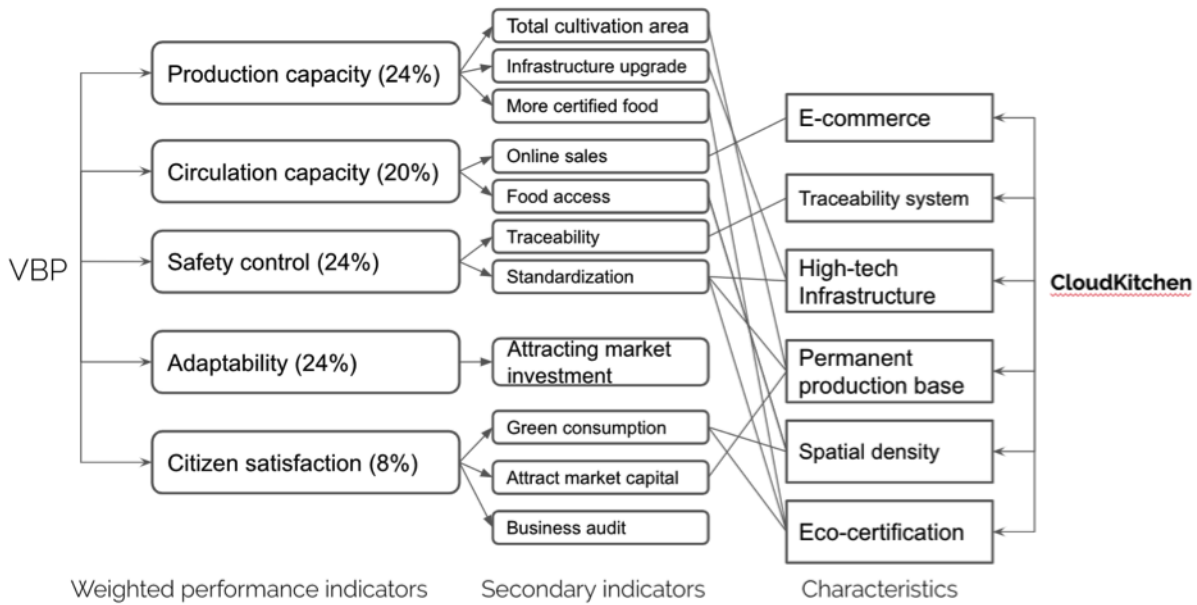 VBP
Production capacity (24%)
Circulation capacity (20%)
Safety control (24%)
Adaptability (24%)
Citizen satisfaction (8%)
Weighted performance indicators
Total cultivation area
Infrastructure upgrade
More certified food
Online sales
Food access
Traceability
Standardization
Attracting market
investment
Green consumption
Attract market capital
Business audit
Secondary indicators
E-commerce
Traceability system
High-tech
Infrastructure
Permanent
production base
Spatial density
Eco-certification
Characteristics
CloudKitchen